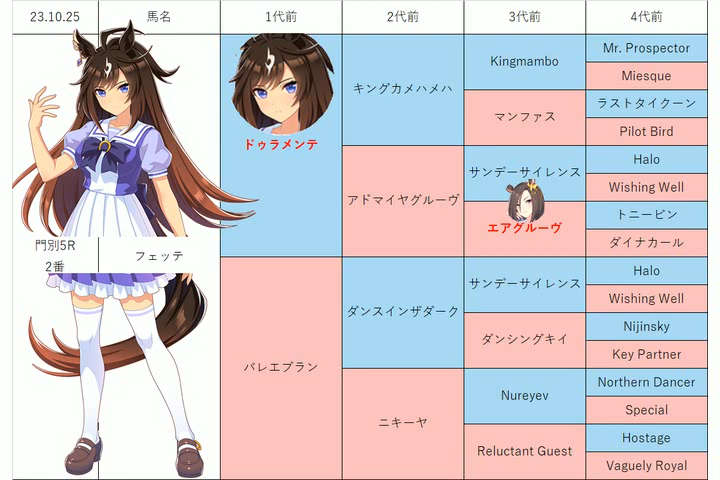 23.10.25 馬名 1代前 2代前 3代前 4代前
門別5R
2番
フェッテ
ドゥラメンテ
バレエブラン
キングカメハメハ
アドマイヤグルーヴ
ダンスインザダーク
ニキーヤ
Kingmambo
マンファス
サンデーサイレンス
エアグルーヴ
サンデーサイレンス
ダンシングキイ
Nureyev
Reluctant Guest
Mr. Prospector
Miesque
ラストタイクーン
Pilot Bird
Halo
Wishing Well
トニービン
ダイナカール
Halo
Wishing Well
Nijinsky
Key Partner
Northern Dancer
Special
Hostage
Vaguely Royal